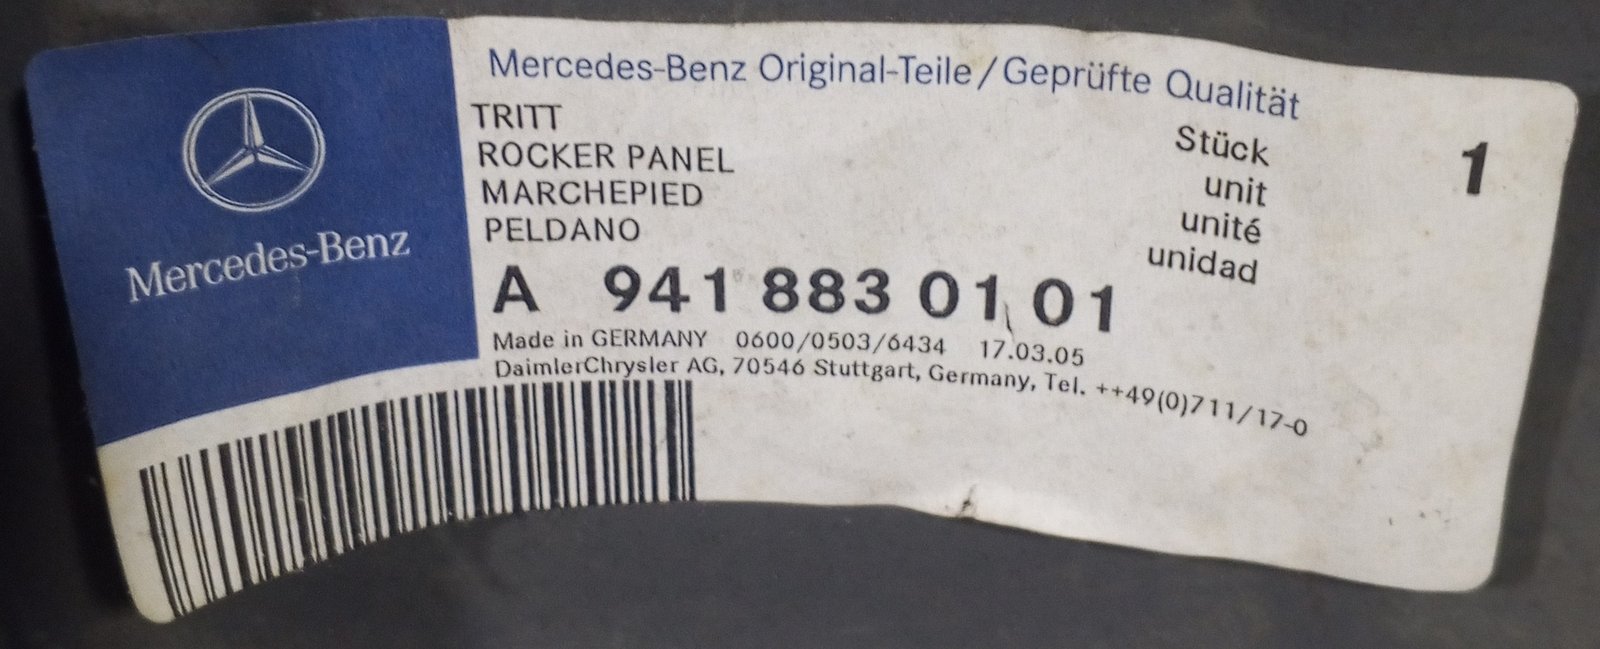 Mercedes-Benz
Mercedes-Benz Original-Teile/Geprüfte Qualität
TRITT
ROCKER PANEL
MARCHEPIED
PELDANO
Stück
unit
unité
unidad
1
A 941 883 01 01
Made in GERMANY 0600/0503/6434 17.03.05
DaimlerChrysler AG, 70546 Stuttgart, Germany, Tel. ++49(0)711/17-0